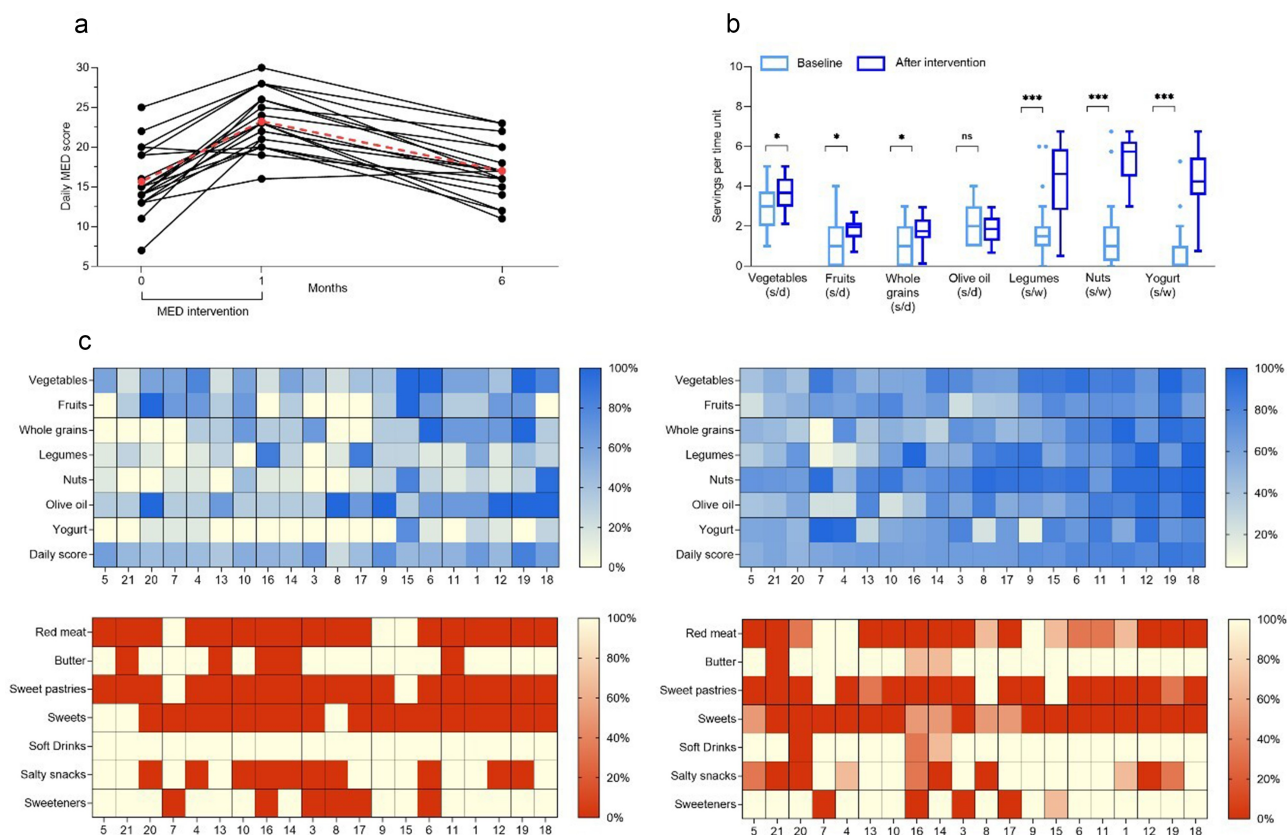 a
30
25
20
15
10
5
Daily MED score
0
1
6
Months
MED intervention
b
Baseline
After intervention
10
8
6
4
2
0
Servings per time unit
*
*
*
ns
***
***
***
Vegetables
(s/d)
Fruits
(s/d)
Whole
grains
(s/d)
Olive oil
(s/d)
Legumes
(s/w)
Nuts
(s/w)
Yogurt
(s/w)
c
Vegetables
Fruits
Whole grains
Legumes
Nuts
Olive oil
Yogurt
Daily score
5 21 20 7 4 13 10 16 14 3 8 17 9 15 6 11 1 12 19 18
100%
80%
60%
40%
20%
0%
Vegetables
Fruits
Whole grains
Legumes
Nuts
Olive oil
Yogurt
Daily score
5 21 20 7 4 13 10 16 14 3 8 17 9 15 6 11 1 12 19 18
100%
80%
60%
40%
20%
Red meat
Butter
Sweet pastries
Sweets
Soft Drinks
Salty snacks
Sweeteners
5 21 20 7 4 13 10 16 14 3 8 17 9 15 6 11 1 12 19 18
100%
80%
60%
40%
20%
0%
Red meat
Butter
Sweet pastries
Sweets
Soft Drinks
Salty snacks
Sweeteners
5 21 20 7 4 13 10 16 14 3 8 17 9 15 6 11 1 12 19 18
100%
80%
60%
40%
20%
0%